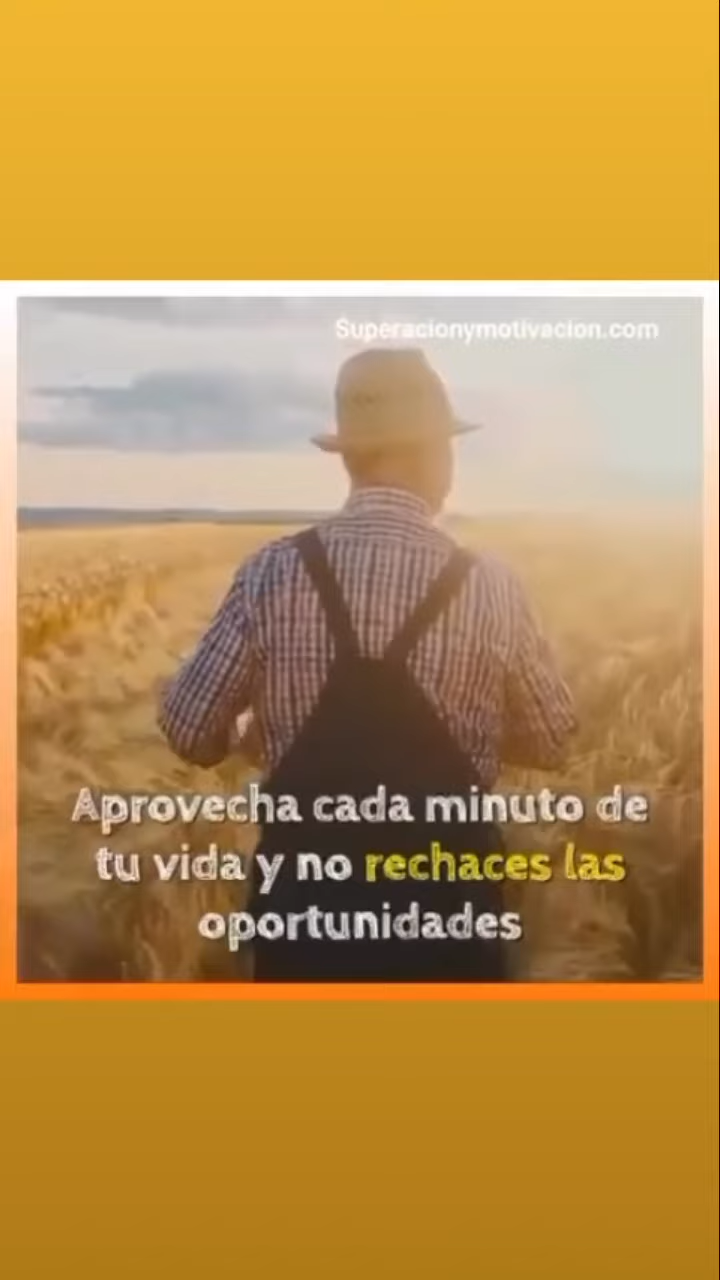 Superacionymotivacion.com
Aprovecha cada minuto de
tu vida y no rechaces las
oportunidades